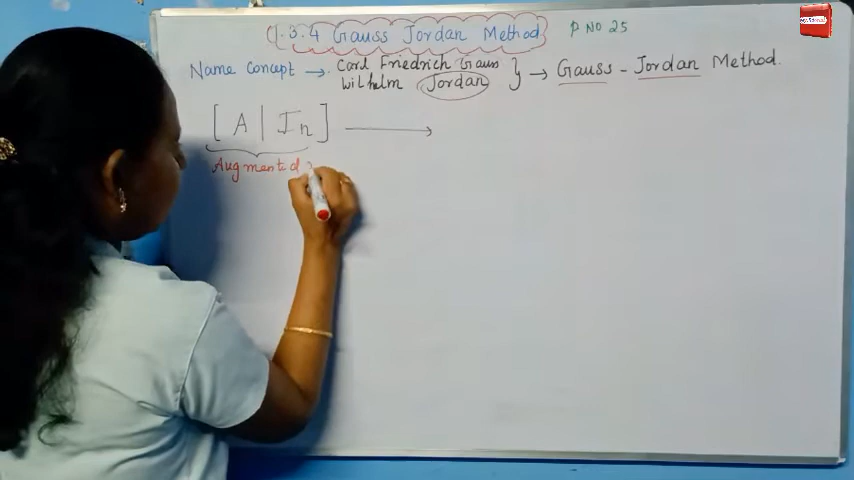 1.3.4 Gauss Jordan Method
P NO 25
Name Concept → Carl Friedrich Gauss
Wilhelm Jordan } → Gauss - Jordan Method
[ A | In ] →
Augmented